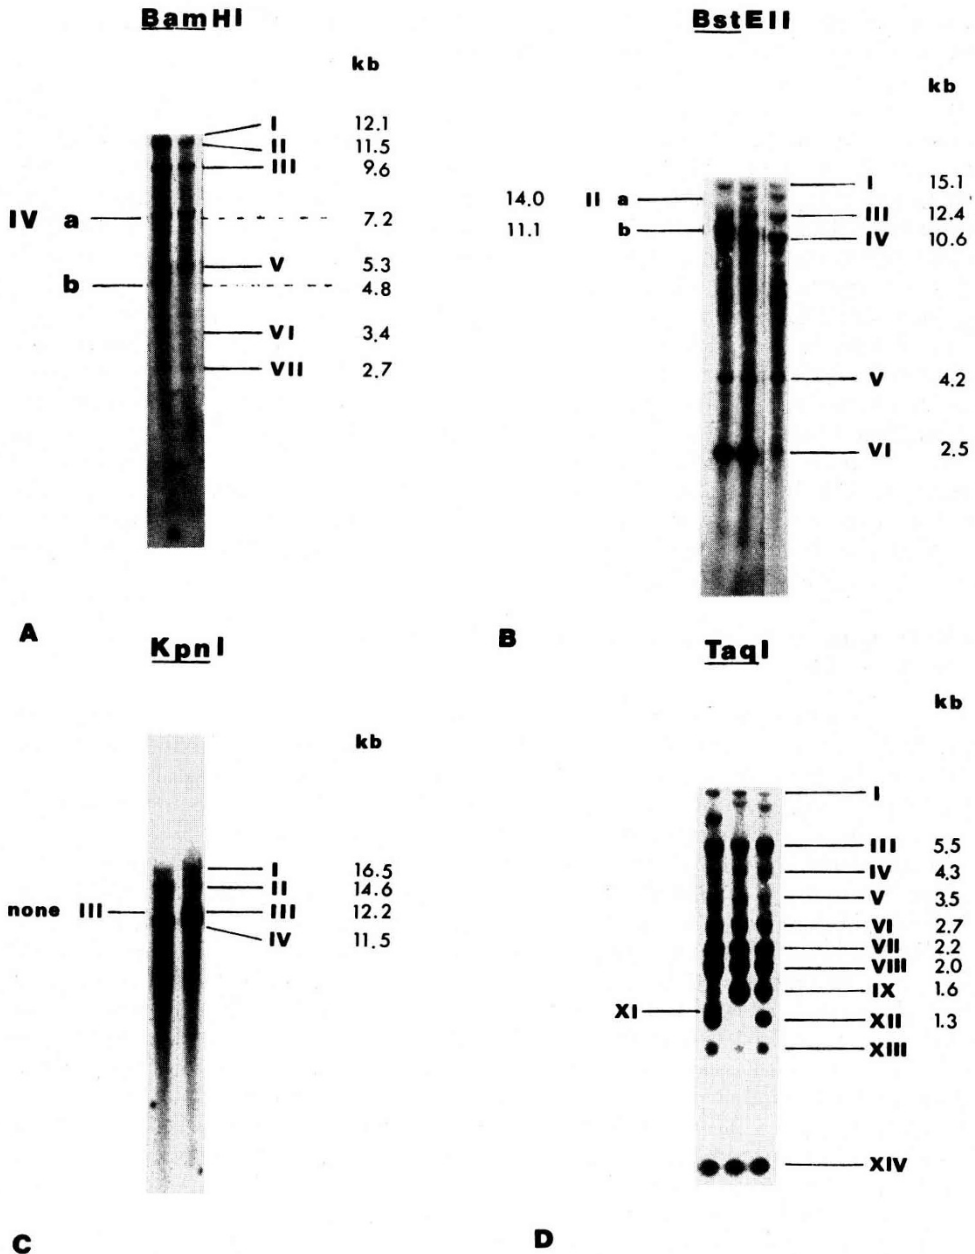 BamHI
kb
I 12.1
II 11.5
III 9.6
IV a 7.2
V 5.3
b 4.8
VI 3.4
VII 2.7
A
BstEII
kb
I 15.1
14.0 II a
III 12.4
11.1 b
IV 10.6
V 4.2
VI 2.5
B
KpnI
kb
I 16.5
II 14.6
none III III 12.2
IV 11.5
C
TaqI
kb
I
III 5.5
IV 4.3
V 3.5
VI 2.7
VII 2.2
VIII 2.0
IX 1.6
XI
XII 1.3
XIII
XIV
D